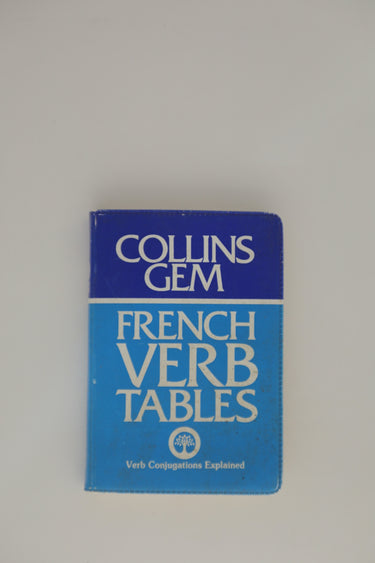 COLLINS
GEM
FRENCH
VERB
TABLES
Verb Conjugations Explained